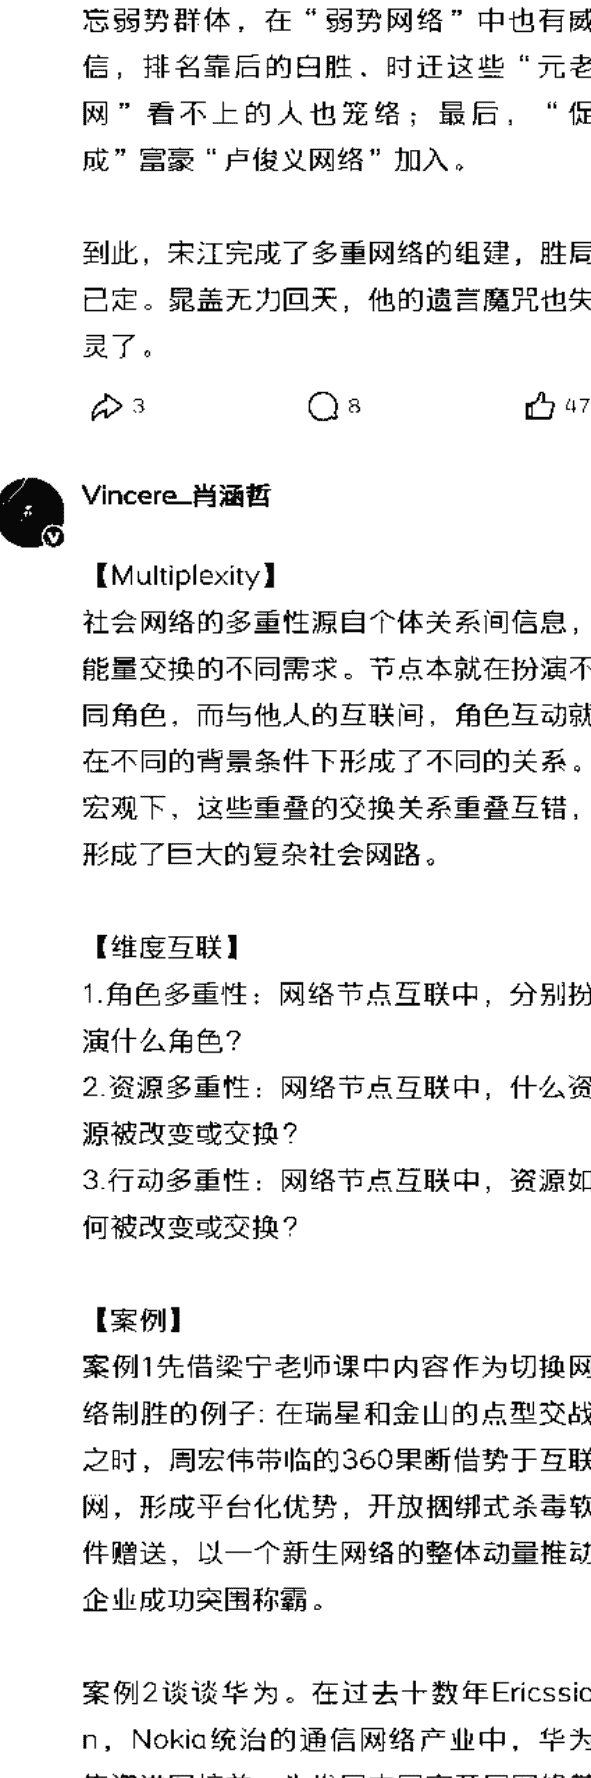 忘弱势群体，在“弱势网络”中也有威
信，排名靠后的白胜、时迁这些“元老
网”看不上的人也笼络；最后，“促
成”富豪“卢俊义网络”加入。
到此，宋江完成了多重网络的组建，胜局
已定。晁盖无力回天，他的遗言魔咒也失
灵了。
3 8 47
Vincere_肖涵哲
【Multiplexity】
社会网络的多重性源自个体关系间信息，
能量交换的不同需求。节点本就在扮演不
同角色，而与他人的互联间，角色互动就
在不同的背景条件下形成了不同的关系。
宏观下，这些重叠的交换关系重叠互错，
形成了巨大的复杂社会网路。
【维度互联】
1.角色多重性：网络节点互联中，分别扮
演什么角色？
2.资源多重性：网络节点互联中，什么资
源被改变或交换？
3.行动多重性：网络节点互联中，资源如
何被改变或交换？
【案例】
案例1先借梁宁老师课中内容作为切换网
络制胜的例子: 在瑞星和金山的点型交战
之时，周宏伟带临的360果断借势于互联
网，形成平台化优势，开放捆绑式杀毒软
件赠送，以一个新生网络的整体动量推动
企业成功突围称霸。
案例2谈谈华为。在过去十数年Ericssio
n，Nokia统治的通信网络产业中，华为